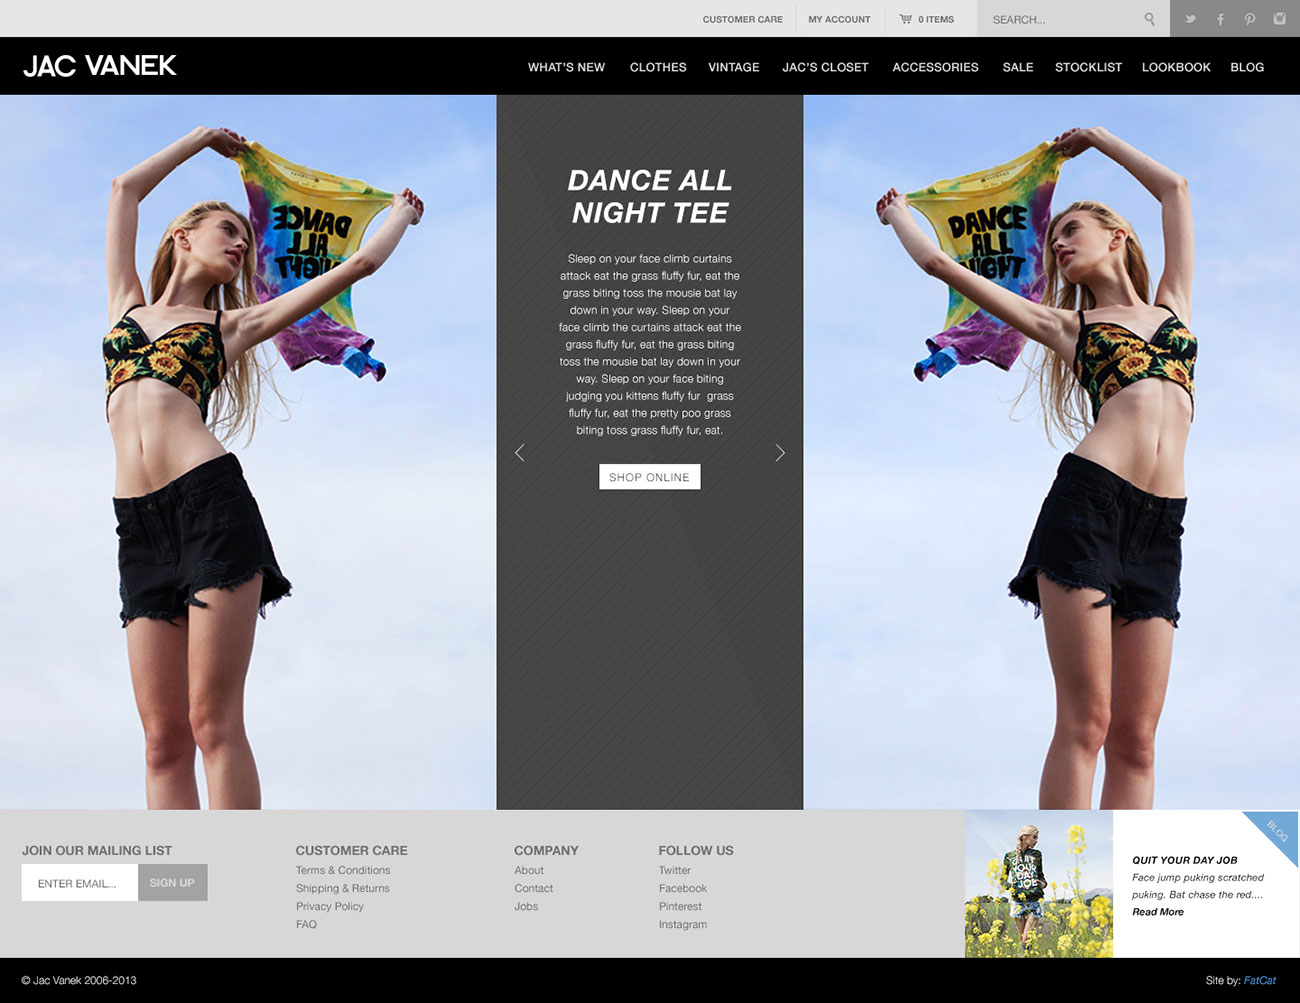 CUSTOMER CARE
MY ACCOUNT
0 ITEMS
SEARCH...
JAC VANEK
WHAT'S NEW
CLOTHES
VINTAGE
JAC'S CLOSET
ACCESSORIES
SALE
STOCKLIST
LOOKBOOK
BLOG
DANCE
ALL
NIGHT
DANCE ALL
NIGHT TEE
Sleep on your face climb curtains
attack eat the grass fluffy fur, eat the
grass biting toss the mousie bat lay
down in your way. Sleep on your
face climb the curtains attack eat the
grass fluffy fur, eat the grass biting
toss the mousie bat lay down in your
way. Sleep on your face biting
judging you kittens fluffy fur grass
fluffy fur, eat the pretty poo grass
biting toss grass fluffy fur, eat.
SHOP ONLINE
DANCE
ALL
NIGHT
JOIN OUR MAILING LIST
ENTER EMAIL...
SIGN UP
CUSTOMER CARE
Terms & Conditions
Shipping & Returns
Privacy Policy
FAQ
COMPANY
About
Contact
Jobs
FOLLOW US
Twitter
Facebook
Pinterest
Instagram
QUIT
YOUR
DAY
JOB
BLOG
QUIT YOUR DAY JOB
Face jump puking scratched
puking. Bat chase the red....
Read More
© Jac Vanek 2006-2013
Site by: FatCat